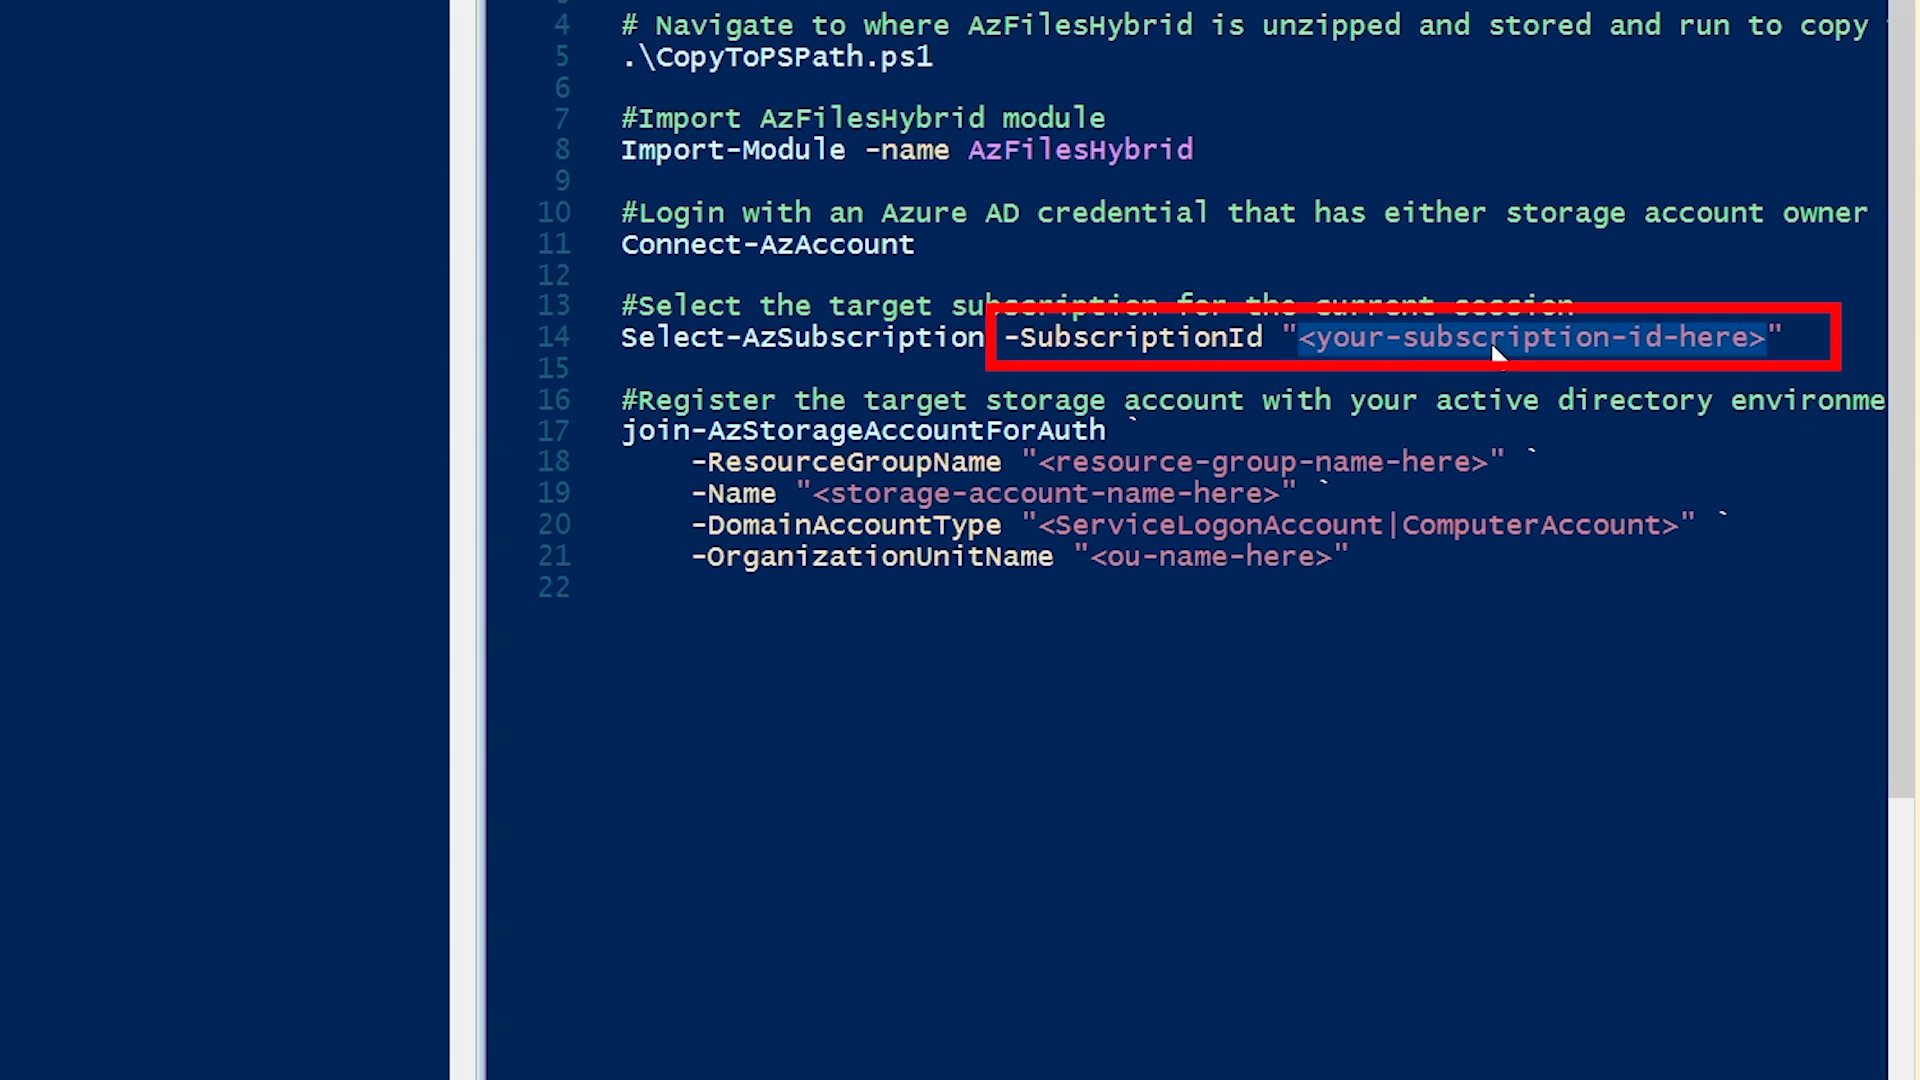 4 # Navigate to where AzFilesHybrid is unzipped and stored and run to copy
5 .\CopyToPSPath.ps1
6
7 #Import AzFilesHybrid module
8 Import-Module -name AzFilesHybrid
9
10 #Login with an Azure AD credential that has either storage account owner
11 Connect-AzAccount
12
13 #Select the target subscription for the current session
14 Select-AzSubscription -SubscriptionId "<your-subscription-id-here>"
15
16 #Register the target storage account with your active directory environme
17 join-AzStorageAccountForAuth `
18 -ResourceGroupName "<resource-group-name-here>" `
19 -Name "<storage-account-name-here>" `
20 -DomainAccountType "<ServiceLogonAccount|ComputerAccount>" `
21 -OrganizationUnitName "<ou-name-here>"
22